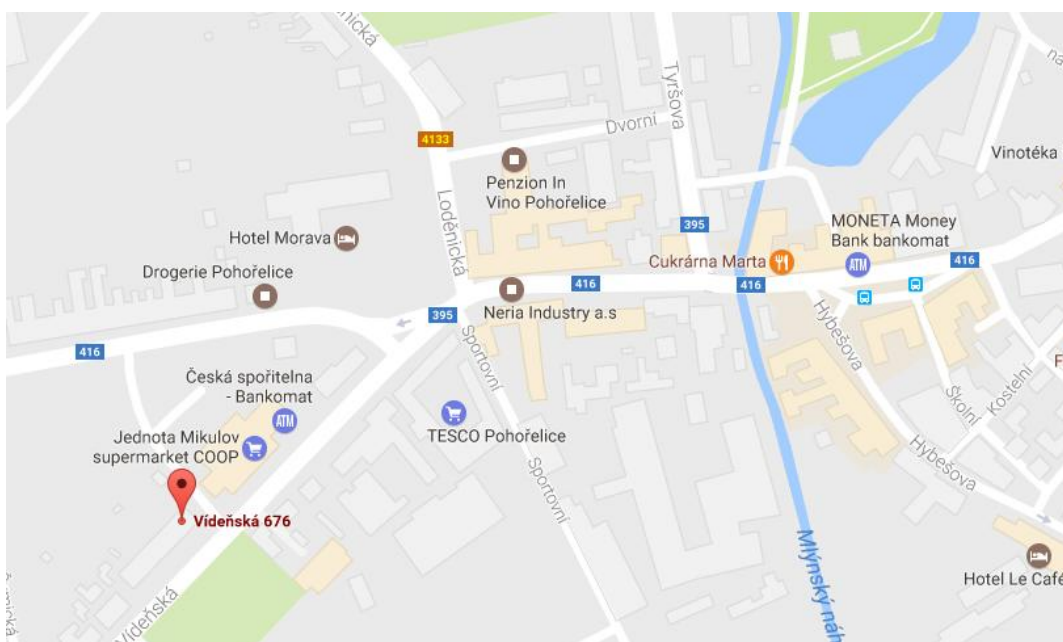 4133
Dvorní
Tyršova
Vinotéka
Penzion In
Vino Pohořelice
Loděnická
Hotel Morava
MONETA Money
Bank bankomat
395
Cukrárna Marta
ATM
416
Drogerie Pohořelice
416
416
Neria Industry a.s
395
Hybešova
416
Sportovní
Česká spořitelna
- Bankomat
ATM
TESCO Pohořelice
Školní
Kostelní
Jednota Mikulov
supermarket COOP
Hybešova
Sportovní
Vídeňská 676
Mlýnský náh
Hotel Le Café
Vídeňská